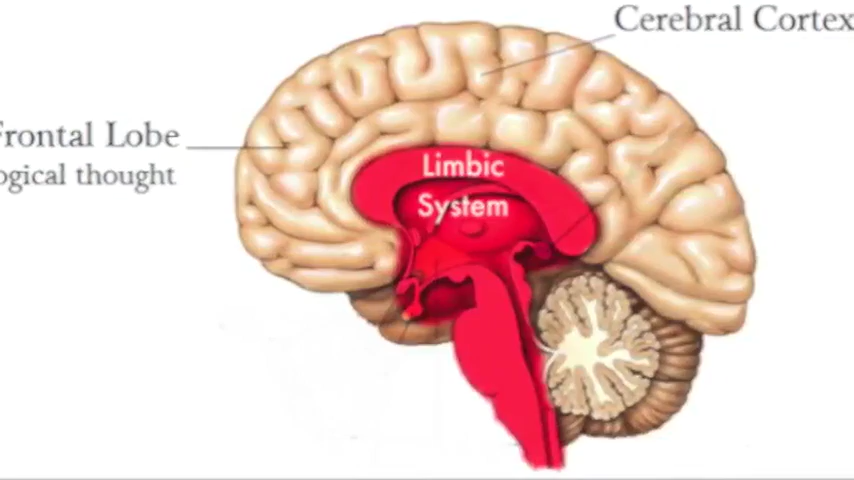 Cerebral Cortex
Frontal Lobe
ogical thought
Limbic
System